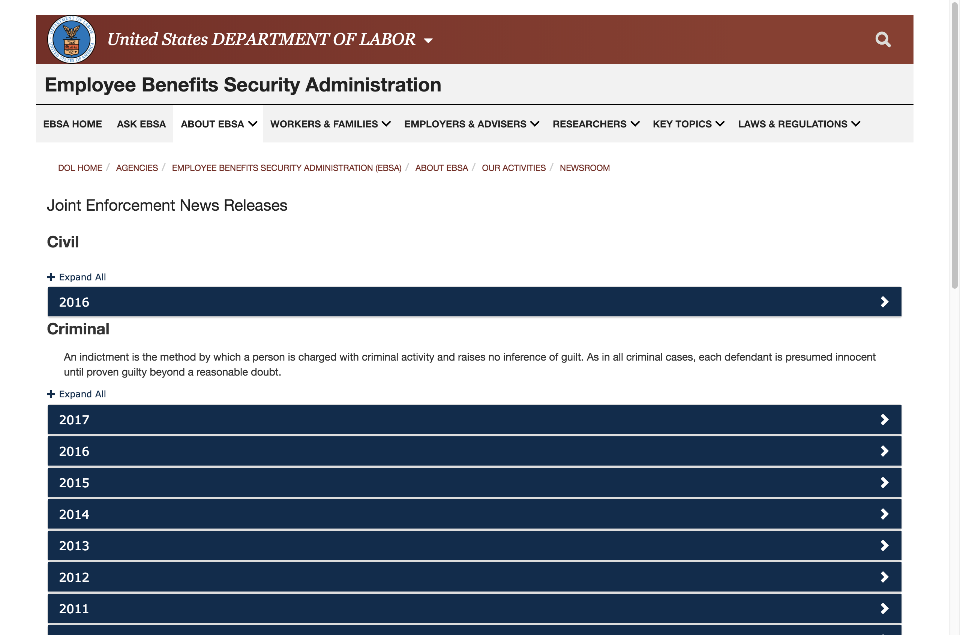 United States DEPARTMENT OF LABOR
Employee Benefits Security Administration
EBSA HOME ASK EBSA ABOUT EBSA WORKERS & FAMILIES EMPLOYERS & ADVISERS RESEARCHERS KEY TOPICS LAWS & REGULATIONS
DOL HOME / AGENCIES / EMPLOYEE BENEFITS SECURITY ADMINISTRATION (EBSA) / ABOUT EBSA / OUR ACTIVITIES / NEWSROOM
Joint Enforcement News Releases
Civil
+ Expand All
2016
Criminal
An indictment is the method by which a person is charged with criminal activity and raises no inference of guilt. As in all criminal cases, each defendant is presumed innocent
until proven guilty beyond a reasonable doubt.
+ Expand All
2017
2016
2015
2014
2013
2012
2011